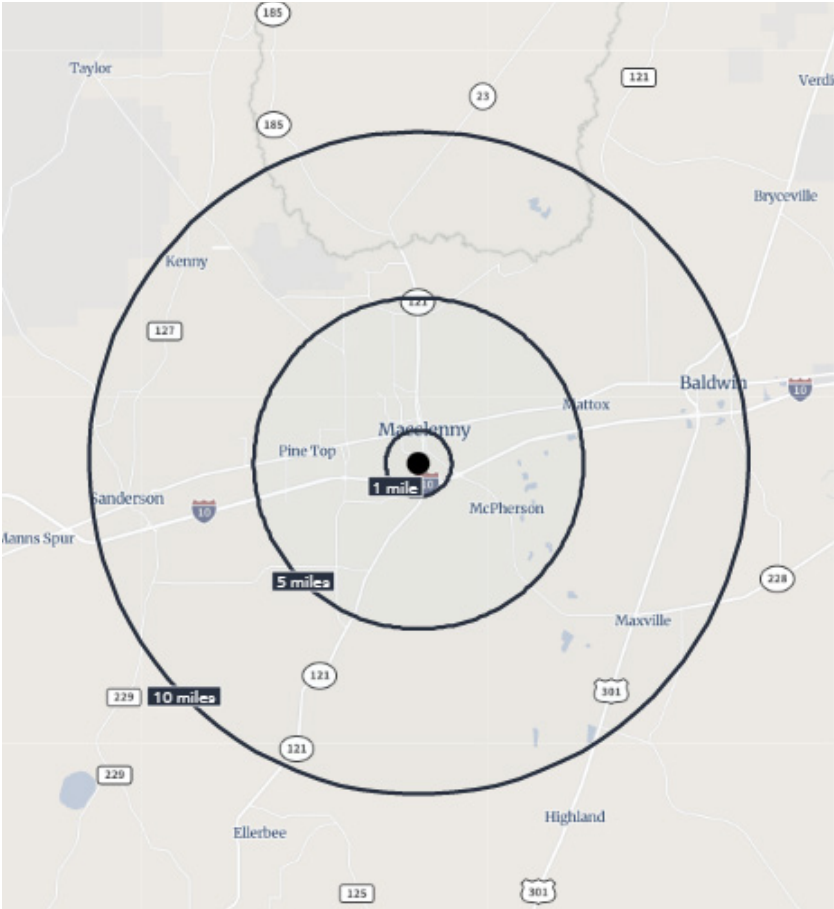 185
Taylor
121
Verdi
23
185
Bryceville
Kenny
121
127
Baldwin
10
Mattox
Macclenny
Pine Top
10
1 mile
Sanderson
McPherson
10
Manns Spur
228
5 miles
Maxville
121
301
229
10 miles
121
229
Highland
Ellerbee
125
301